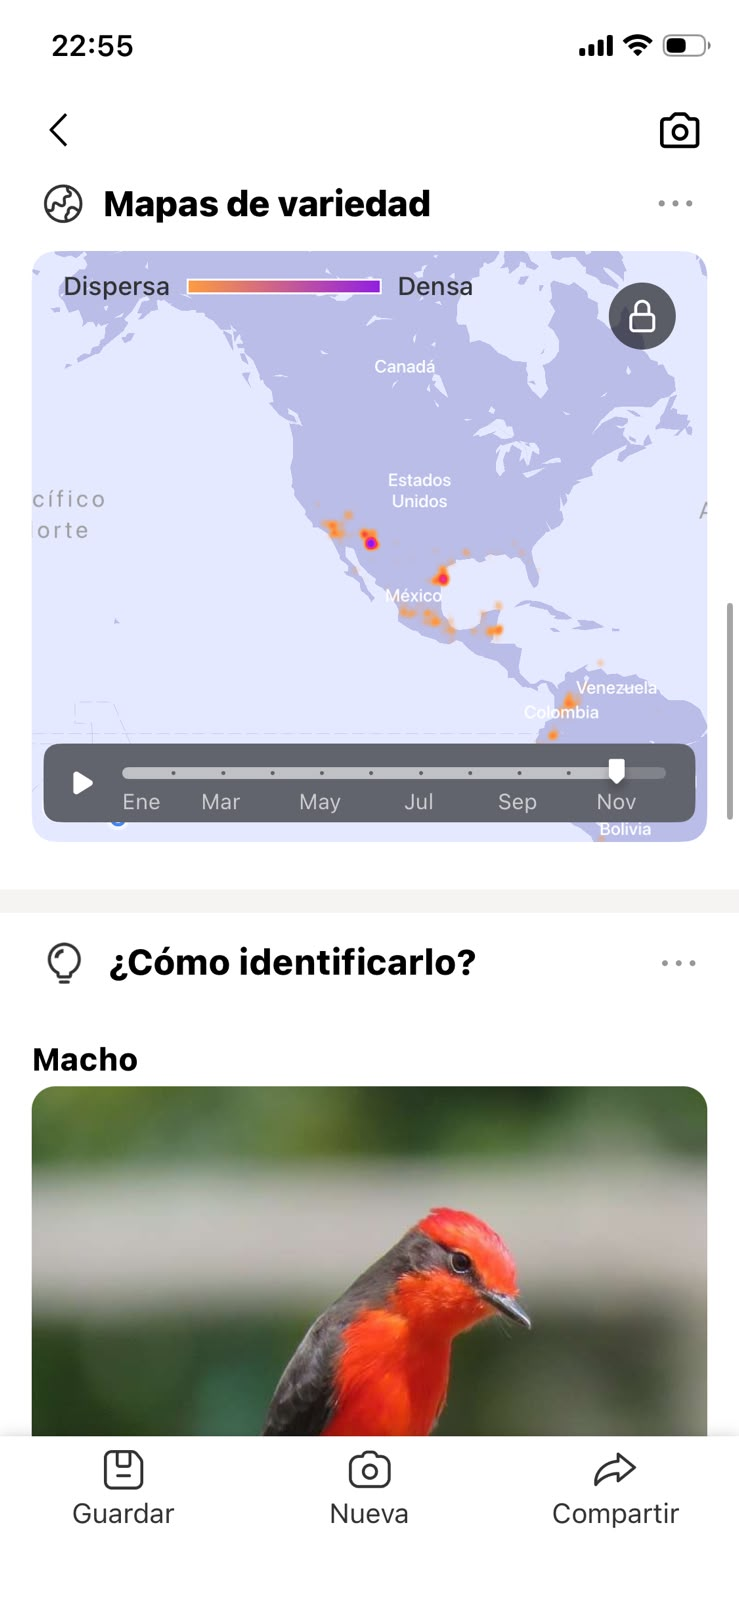 22:55
Mapas de variedad
Dispersa
Densa
Canadá
Estados
Unidos
cífico
orte
A
México
Venezuela
Colombia
Ene
Mar
May
Jul
Sep
Nov
Bolivia
¿Cómo identificarlo?
Macho
Guardar
Nueva
Compartir